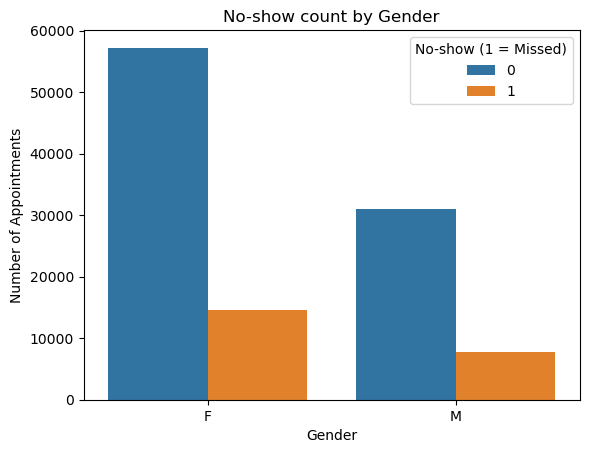 No-show count by Gender
No-show (1 = Missed)
0
1
60000
50000
40000
30000
20000
10000
0
Number of Appointments
F
M
Gender